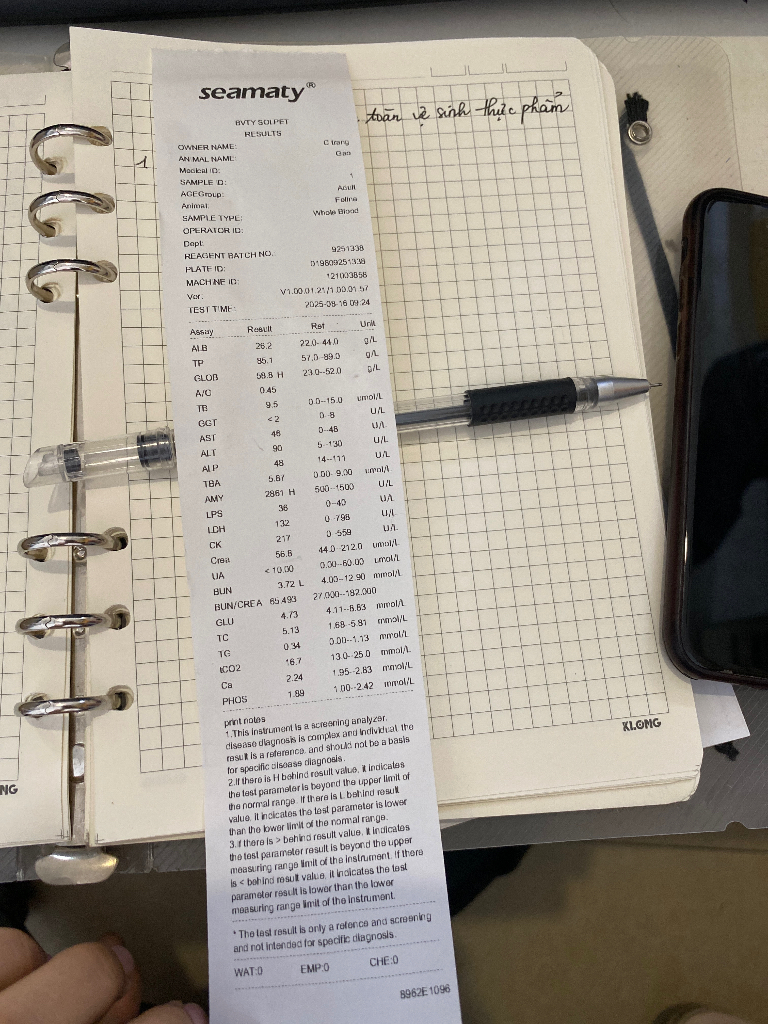 toàn vệ sinh thực phẩm
1
seamaty®
BVTY SOLPET
RESULTS
OWNER NAME: C trang
ANIMAL NAME: Gao
Medical ID:
SAMPLE ID: 1
AGEGroup: Adult
Animal: Feline
SAMPLE TYPE: Whole Blood
OPERATOR ID:
Dept:
REAGENT BATCH NO.: 9251338
PLATE ID: 019809251338
MACHINE ID: 121003858
Ver: V1.00.01.21/1.00.01.57
TEST TIME: 2025-08-16 09:24
Assay Result Ref Unit
ALB 26.2 22.0--44.0 g/L
TP 85.1 57.0--89.0 g/L
GLOB 58.8 H 23.0--52.0 g/L
A/G 0.45
TB 9.5 0.0--15.0 umol/L
GGT <2 0--8 U/L
AST 46 0--48 U/L
ALT 90 5--130 U/L
ALP 48 14--111 U/L
TBA 5.87 0.00--9.00 umol/L
AMY 2861 H 500--1500 U/L
LPS 36 0--40 U/L
LDH 132 0--798 U/L
CK 217 0--559 U/L
Crea 56.8 44.0--212.0 umol/L
UA <10.00 0.00--60.00 umol/L
BUN 3.72 L 4.00--12.90 mmol/L
BUN/CREA 65.493 27.000--182.000
GLU 4.73 4.11--8.83 mmol/L
TC 5.13 1.68--5.81 mmol/L
TG 0.34 0.00--1.13 mmol/L
tCO2 16.7 13.0--25.0 mmol/L
Ca 2.24 1.95--2.83 mmol/L
PHOS 1.89 1.00--2.42 mmol/L
print notes
1.This instrument is a screening analyzer,
disease diagnosis is complex and individual, the
result is a reference, and should not be a basis
for specific disease diagnosis.
2.If there is H behind result value, it indicates
the test parameter is beyond the upper limit of
the normal range. If there is L behind result
value, it indicates the test parameter is lower
than the lower limit of the normal range.
3.If there is > behind result value, it indicates
the test parameter result is beyond the upper
measuring range limit of the instrument. If there
is < behind result value, it indicates the test
parameter result is lower than the lower
measuring range limit of the instrument.
* The test result is only a refence and screening
and not intended for specific diagnosis.
WAT:0 EMP:0 CHE:0
8962E1096
KLONG
NG